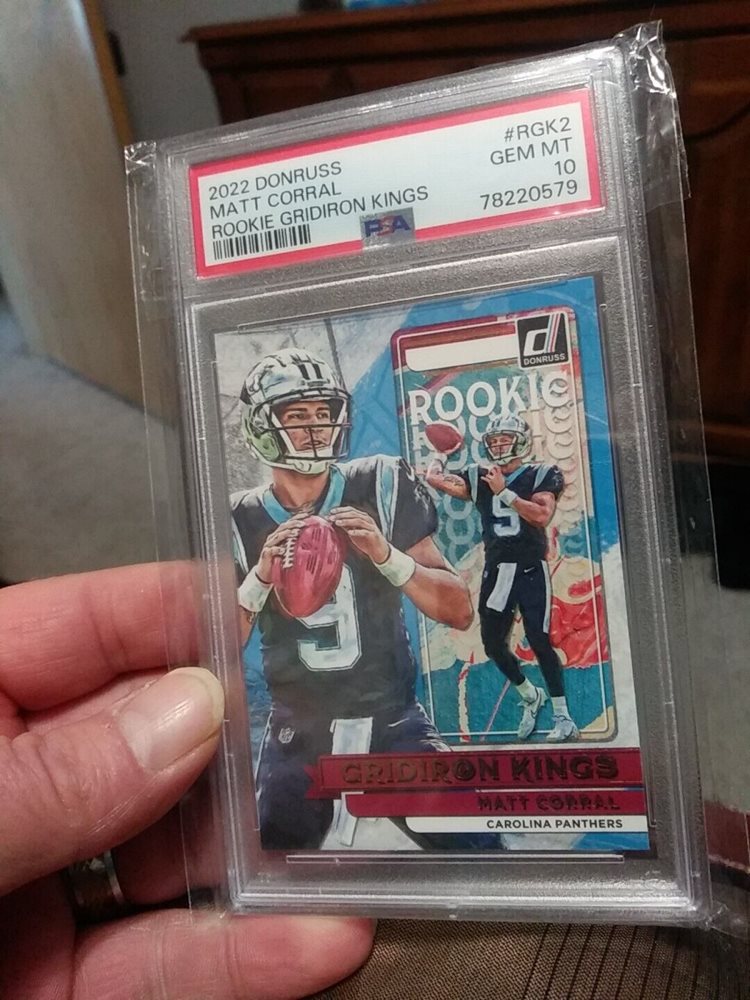 2022 DONRUSS
MATT CORRAL
ROOKIE GRIDIRON KINGS
#RGK2
GEM MT
10
78220579
PSA
DONRUSS
ROOKIE
9
GRIDIRON KINGS
MATT CORRAL
CAROLINA PANTHERS